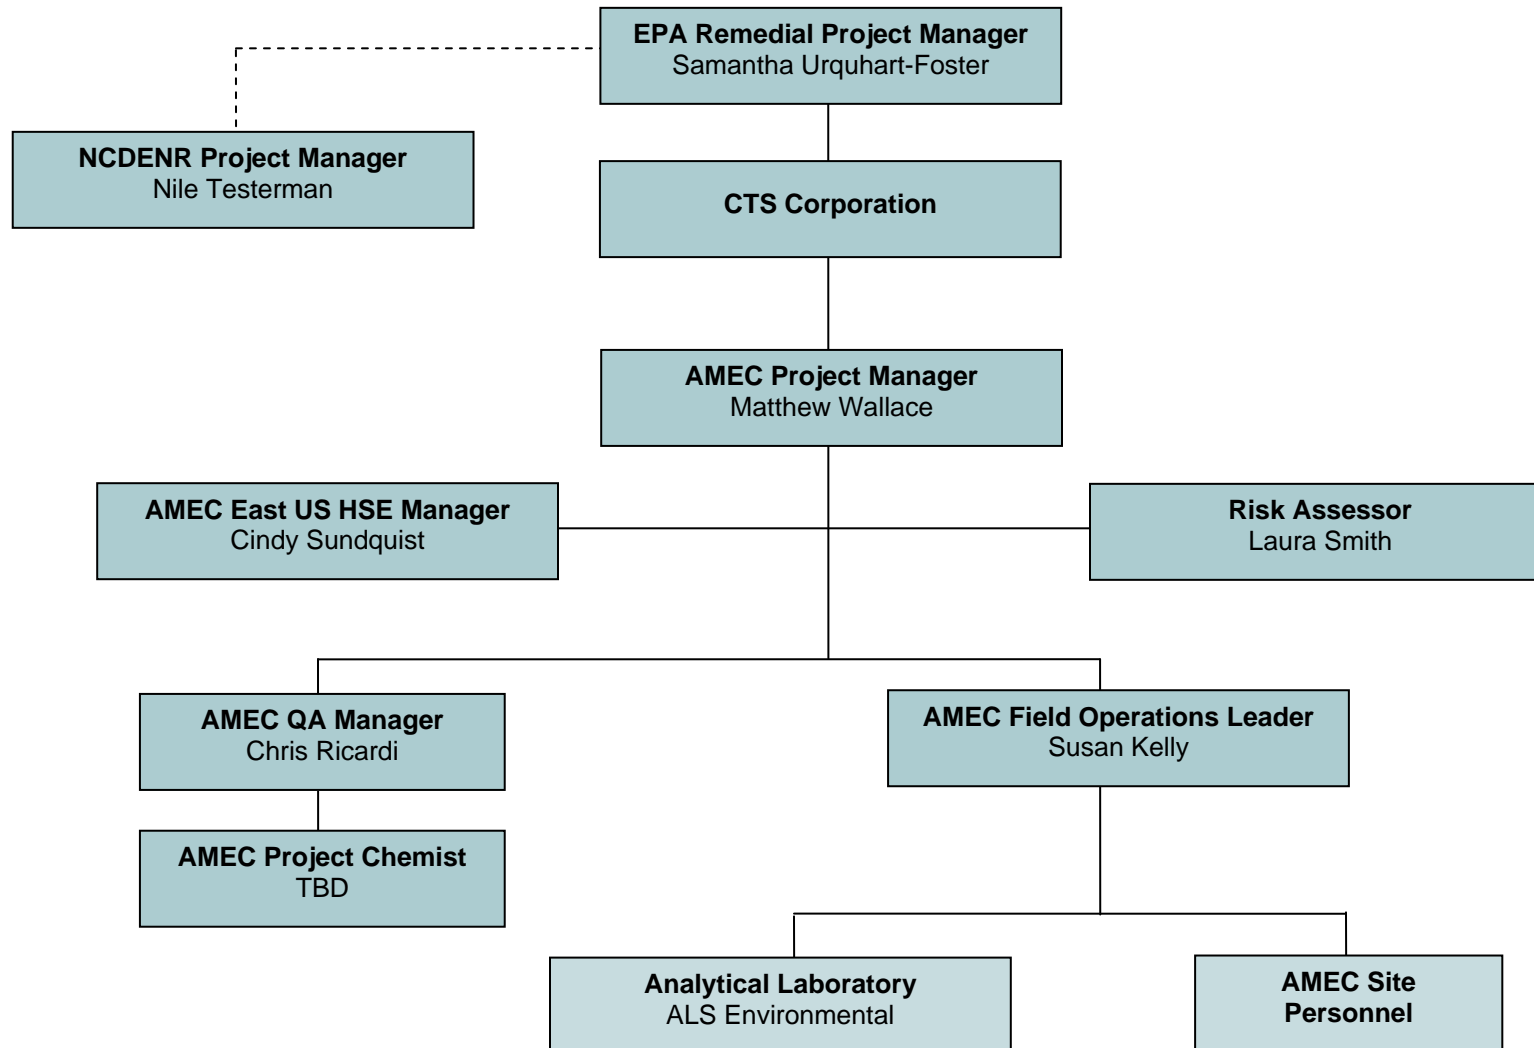 EPA Remedial Project Manager
Samantha Urquhart-Foster
NCDENR Project Manager
Nile Testerman
CTS Corporation
AMEC Project Manager
Matthew Wallace
AMEC East US HSE Manager
Cindy Sundquist
Risk Assessor
Laura Smith
AMEC QA Manager
Chris Ricardi
AMEC Field Operations Leader
Susan Kelly
AMEC Project Chemist
TBD
Analytical Laboratory
ALS Environmental
AMEC Site
Personnel